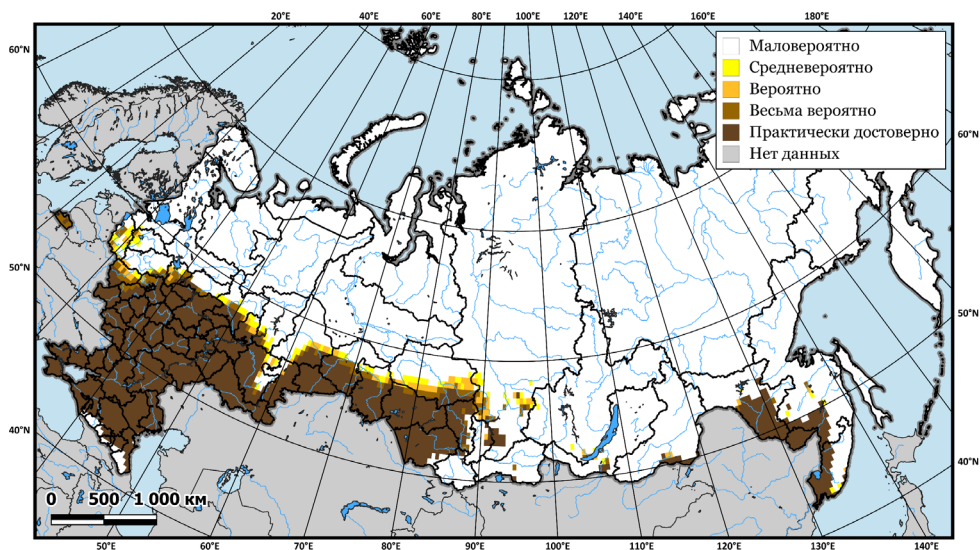 20°E 40°E 60°E 80°E 100°E 120°E 140°E 160°E 180°E
60°N
Маловероятно
Средневероятно
Вероятно
Весьма вероятно
Практически достоверно
Нет данных
60°N
50°N
50°N
40°N
40°N
0 500 1 000 км
50°E 60°E 70°E 80°E 90°E 100°E 110°E 120°E 130°E 140°E